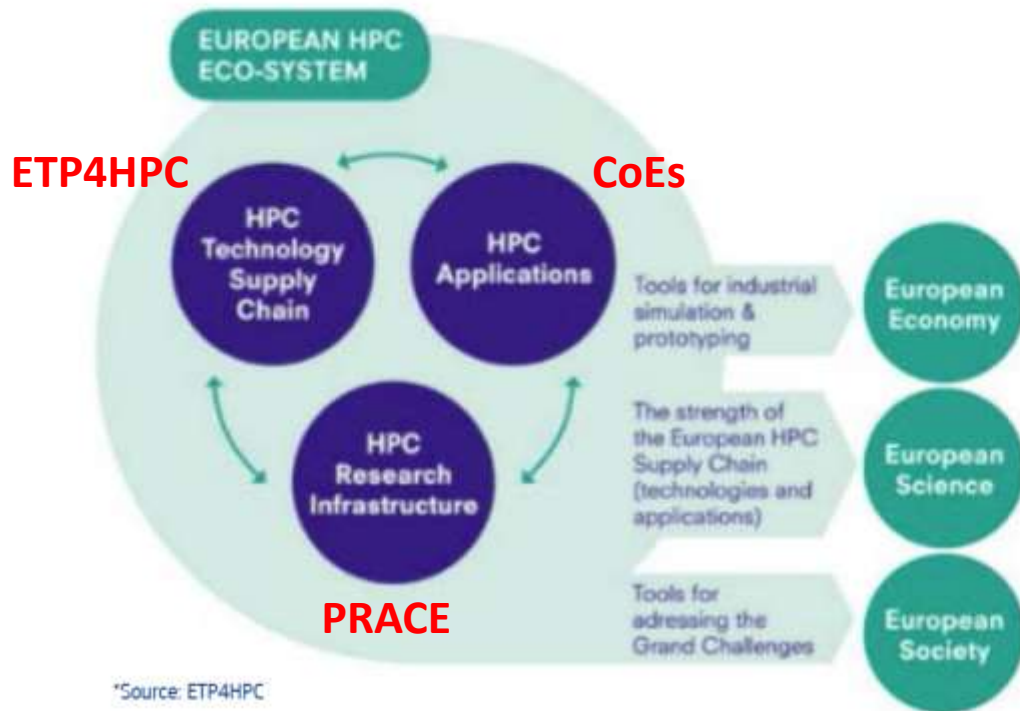 EUROPEAN HPC
ECO-SYSTEM
ETP4HPC
CoEs
HPC
Technology
Supply
Chain
HPC
Applications
HPC
Research
Infrastructure
PRACE
Tools for industrial
simulation &
prototyping
European
Economy
The strength of
the European HPC
Supply Chain
(technologies and
applications)
European
Science
Tools for
adressing the
Grand Challenges
European
Society
*Source: ETP4HPC